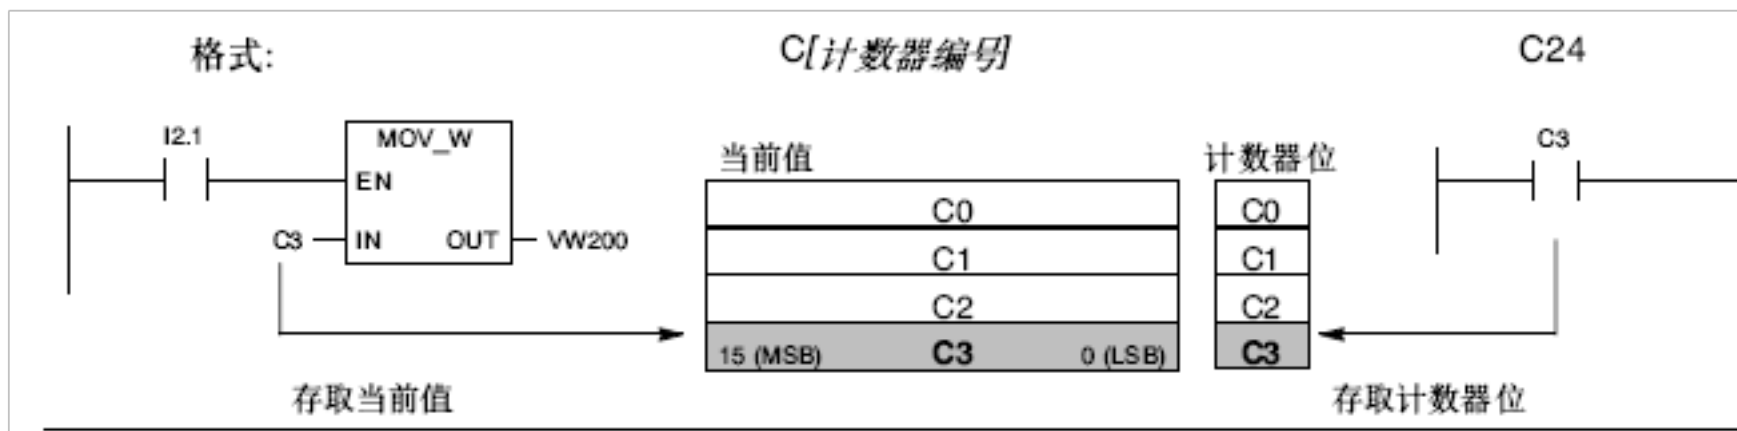 格式: C[计数器编号] C24
I2.1 MOV_W C3
当前值 计数器位
EN
C0 C0
C3 IN OUT VW200
C1 C1
C2 C2
15 (MSB) C3 0 (LSB) C3
存取当前值 存取计数器位